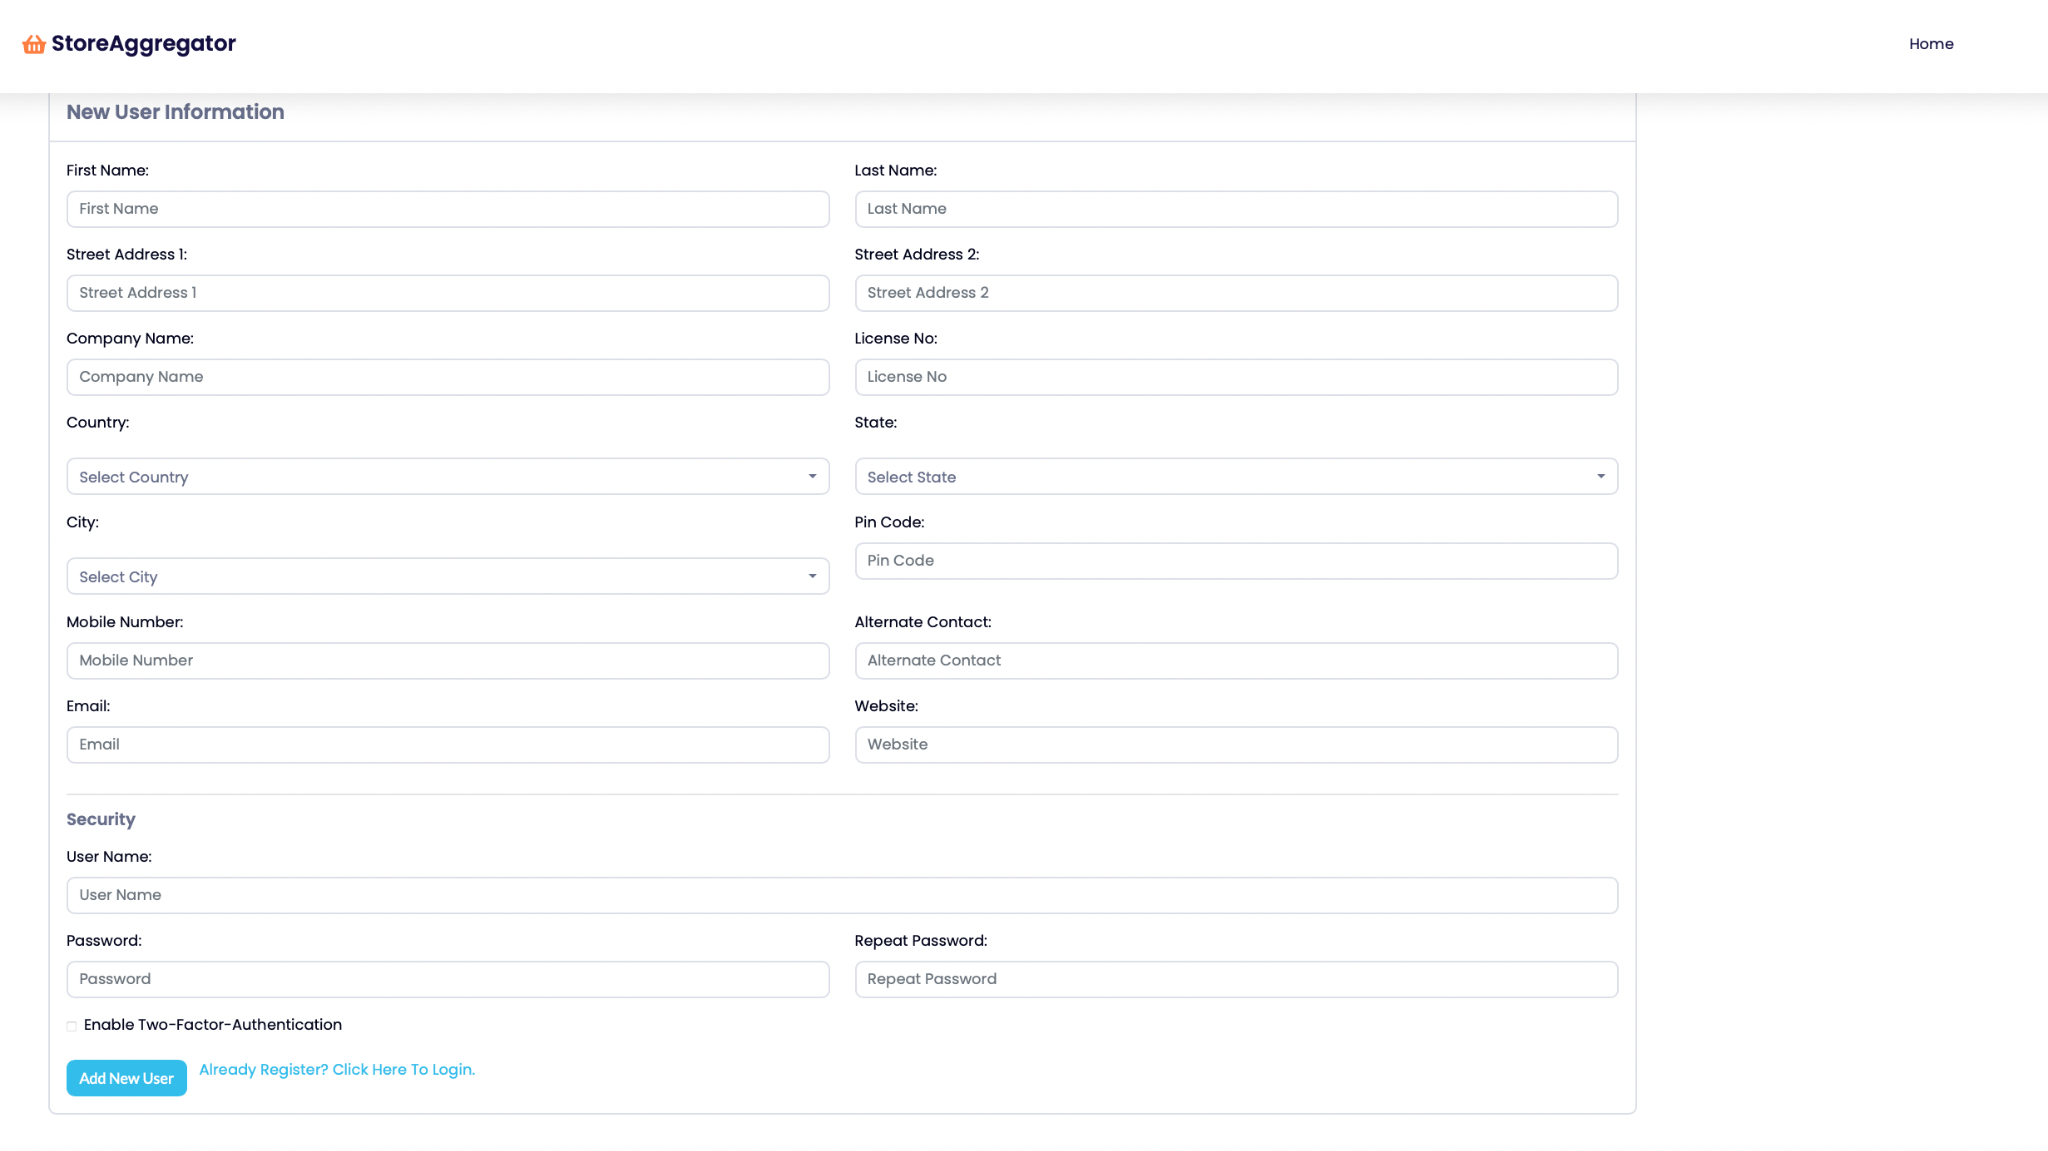 StoreAggregator
Home
New User Information
First Name:
Last Name:
First Name
Last Name
Street Address 1:
Street Address 2:
Street Address 1
Street Address 2
Company Name:
License No:
Company Name
License No
Country:
State:
Select Country
Select State
City:
Pin Code:
Select City
Pin Code
Mobile Number:
Alternate Contact:
Mobile Number
Alternate Contact
Email:
Website:
Email
Website
Security
User Name:
User Name
Password:
Repeat Password:
Password
Repeat Password
Enable Two-Factor-Authentication
Add New User
Already Register? Click Here To Login.